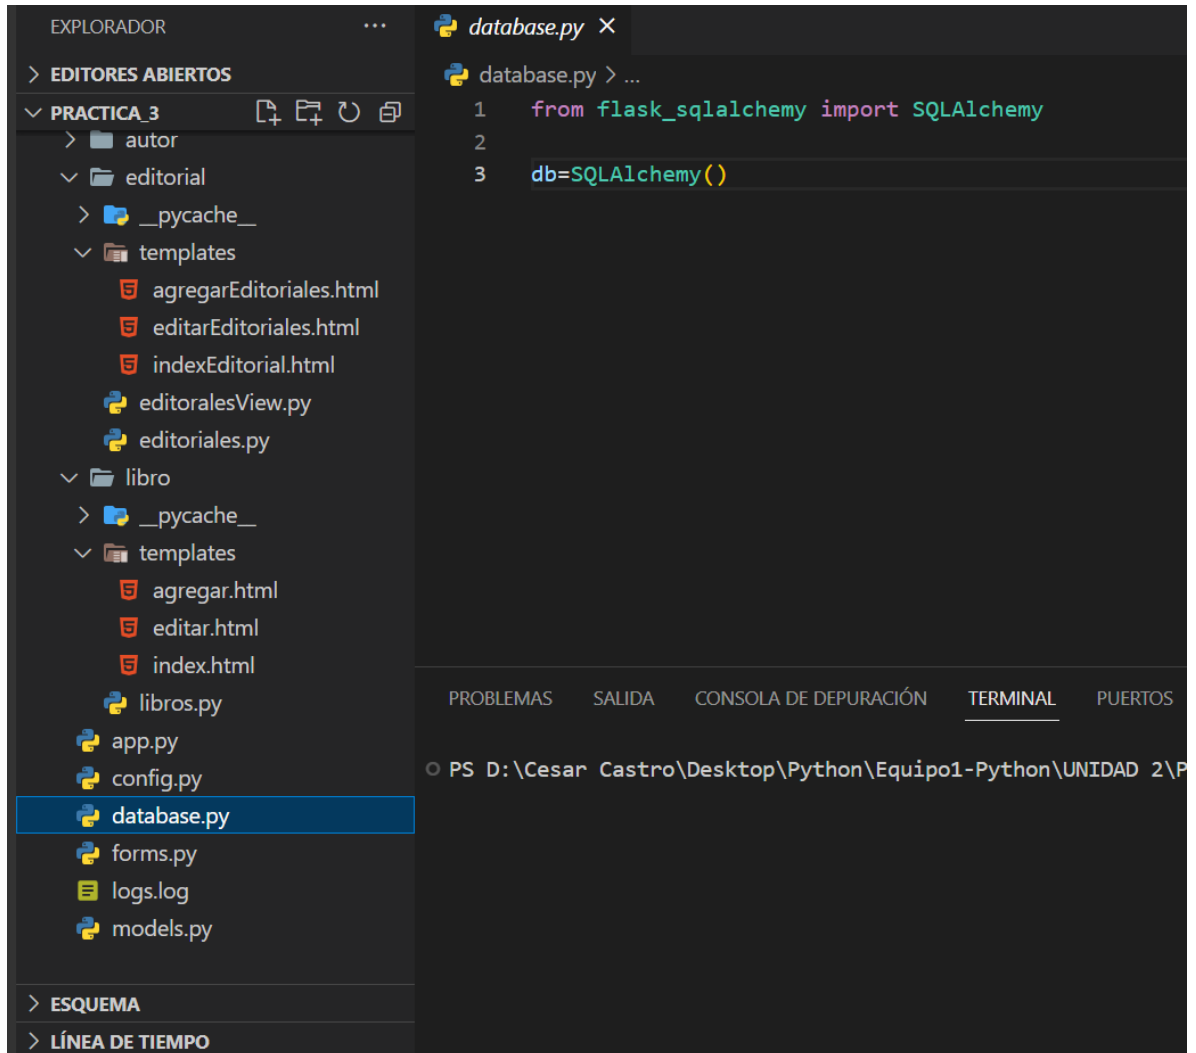 EXPLORADOR
EDITORES ABIERTOS
PRACTICA_3
autor
editorial
__pycache__
templates
agregarEditoriales.html
editarEditoriales.html
indexEditorial.html
editoralesView.py
editoriales.py
libro
__pycache__
templates
agregar.html
editar.html
index.html
libros.py
app.py
config.py
database.py
forms.py
logs.log
models.py
ESQUEMA
LÍNEA DE TIEMPO
database.py
database.py > ...
1 from flask_sqlalchemy import SQLAlchemy
2
3 db=SQLAlchemy()
PROBLEMAS SALIDA CONSOLA DE DEPURACIÓN TERMINAL PUERTOS
PS D:\Cesar Castro\Desktop\Python\Equipo1-Python\UNIDAD 2\P